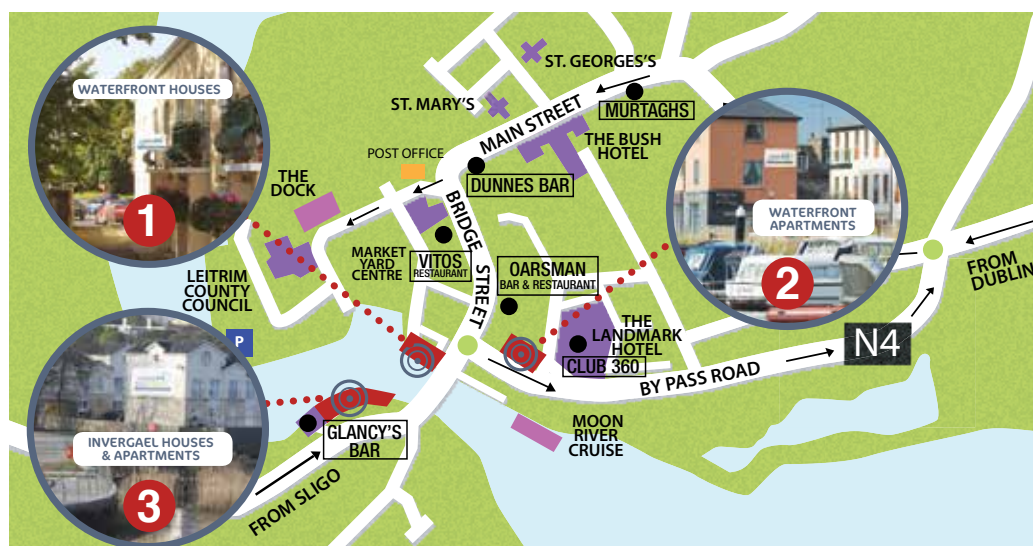 WATERFRONT HOUSES
1
ST. GEORGES'S
ST. MARY'S
MURTAGHS
MAIN STREET
THE BUSH
HOTEL
POST OFFICE
DUNNES BAR
THE
DOCK
BRIDGE STREET
MARKET
YARD
CENTRE
VITOS
RESTAURANT
OARSMAN
BAR & RESTAURANT
WATERFRONT
APARTMENTS
2
FROM
DUBLIN
LEITRIM
COUNTY
COUNCIL
P
THE
LANDMARK
HOTEL
CLUB 360
N4
BY PASS ROAD
INVERGAEL HOUSES
& APARTMENTS
3
GLANCY'S
BAR
MOON
RIVER
CRUISE
FROM SLIGO